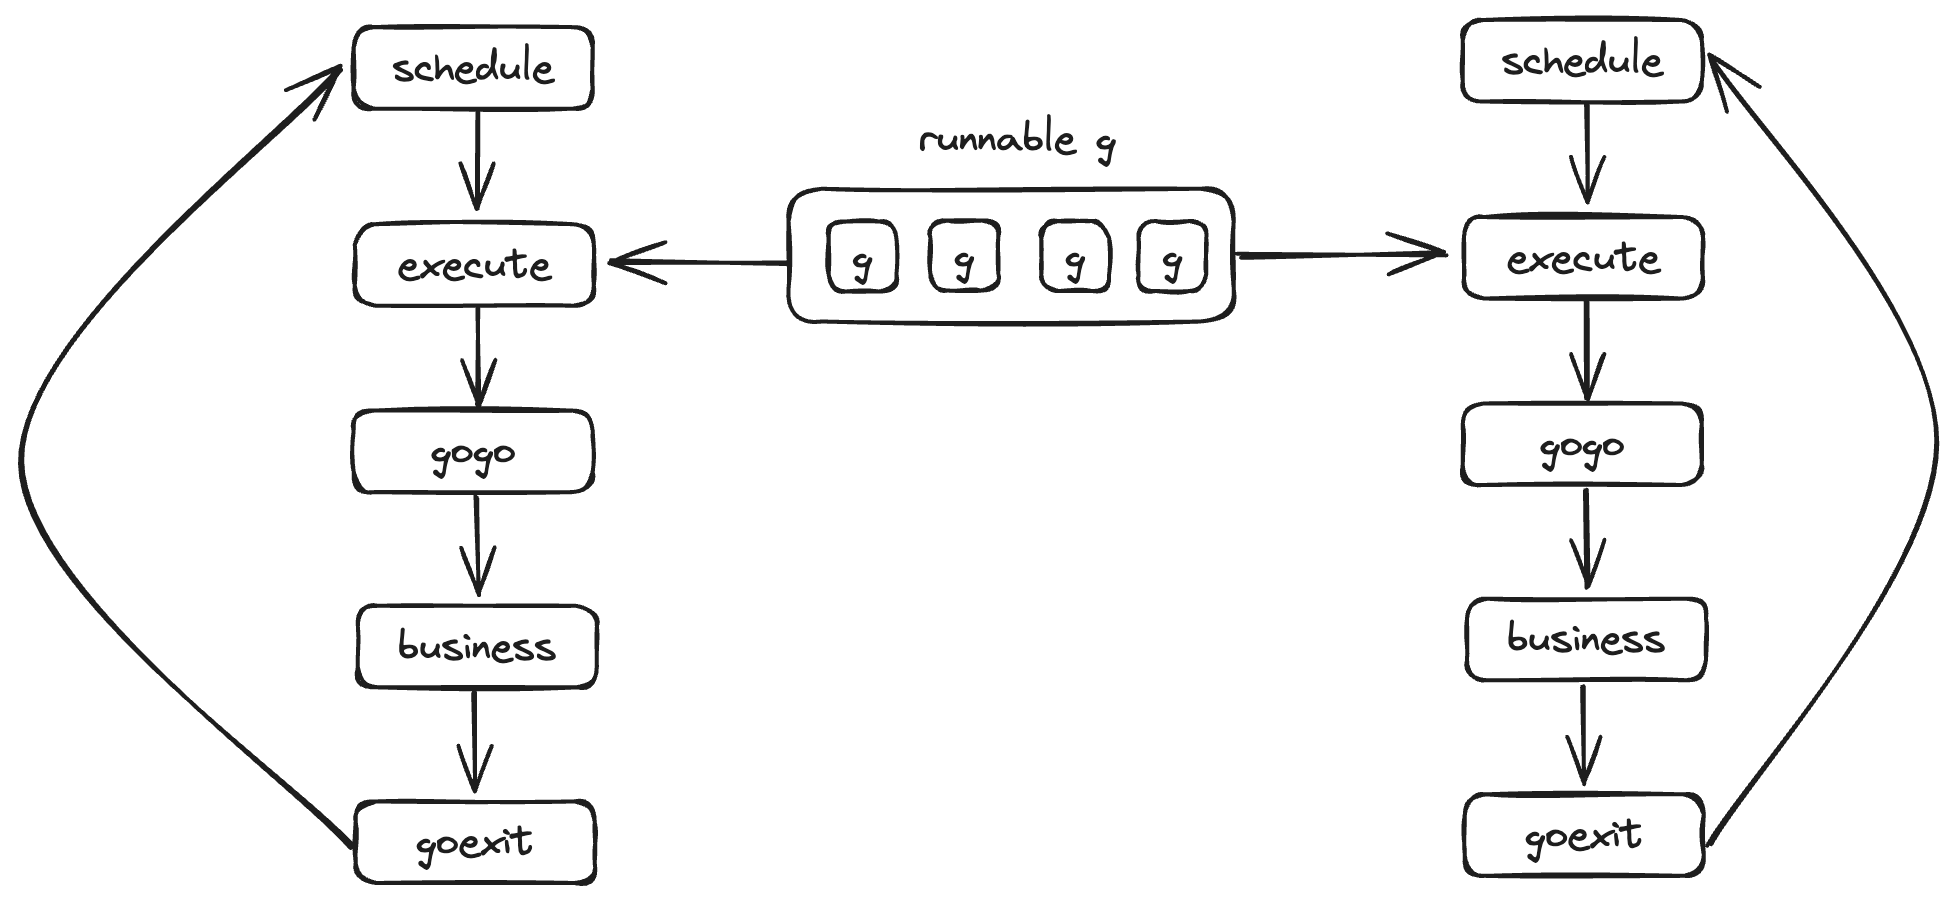 schedule
execute
gogo
business
goexit
runnable g
g g g g
schedule
execute
gogo
business
goexit